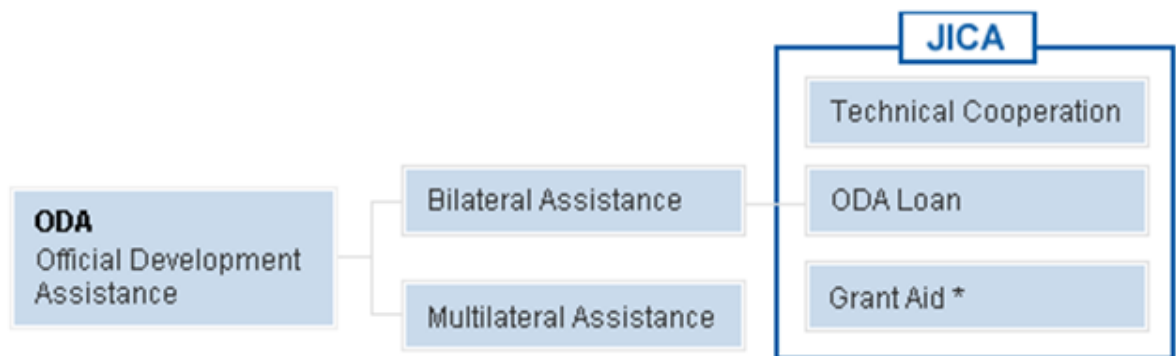 JICA
Technical Cooperation
ODA
Official Development
Assistance
Bilateral Assistance
ODA Loan
Multilateral Assistance
Grant Aid *